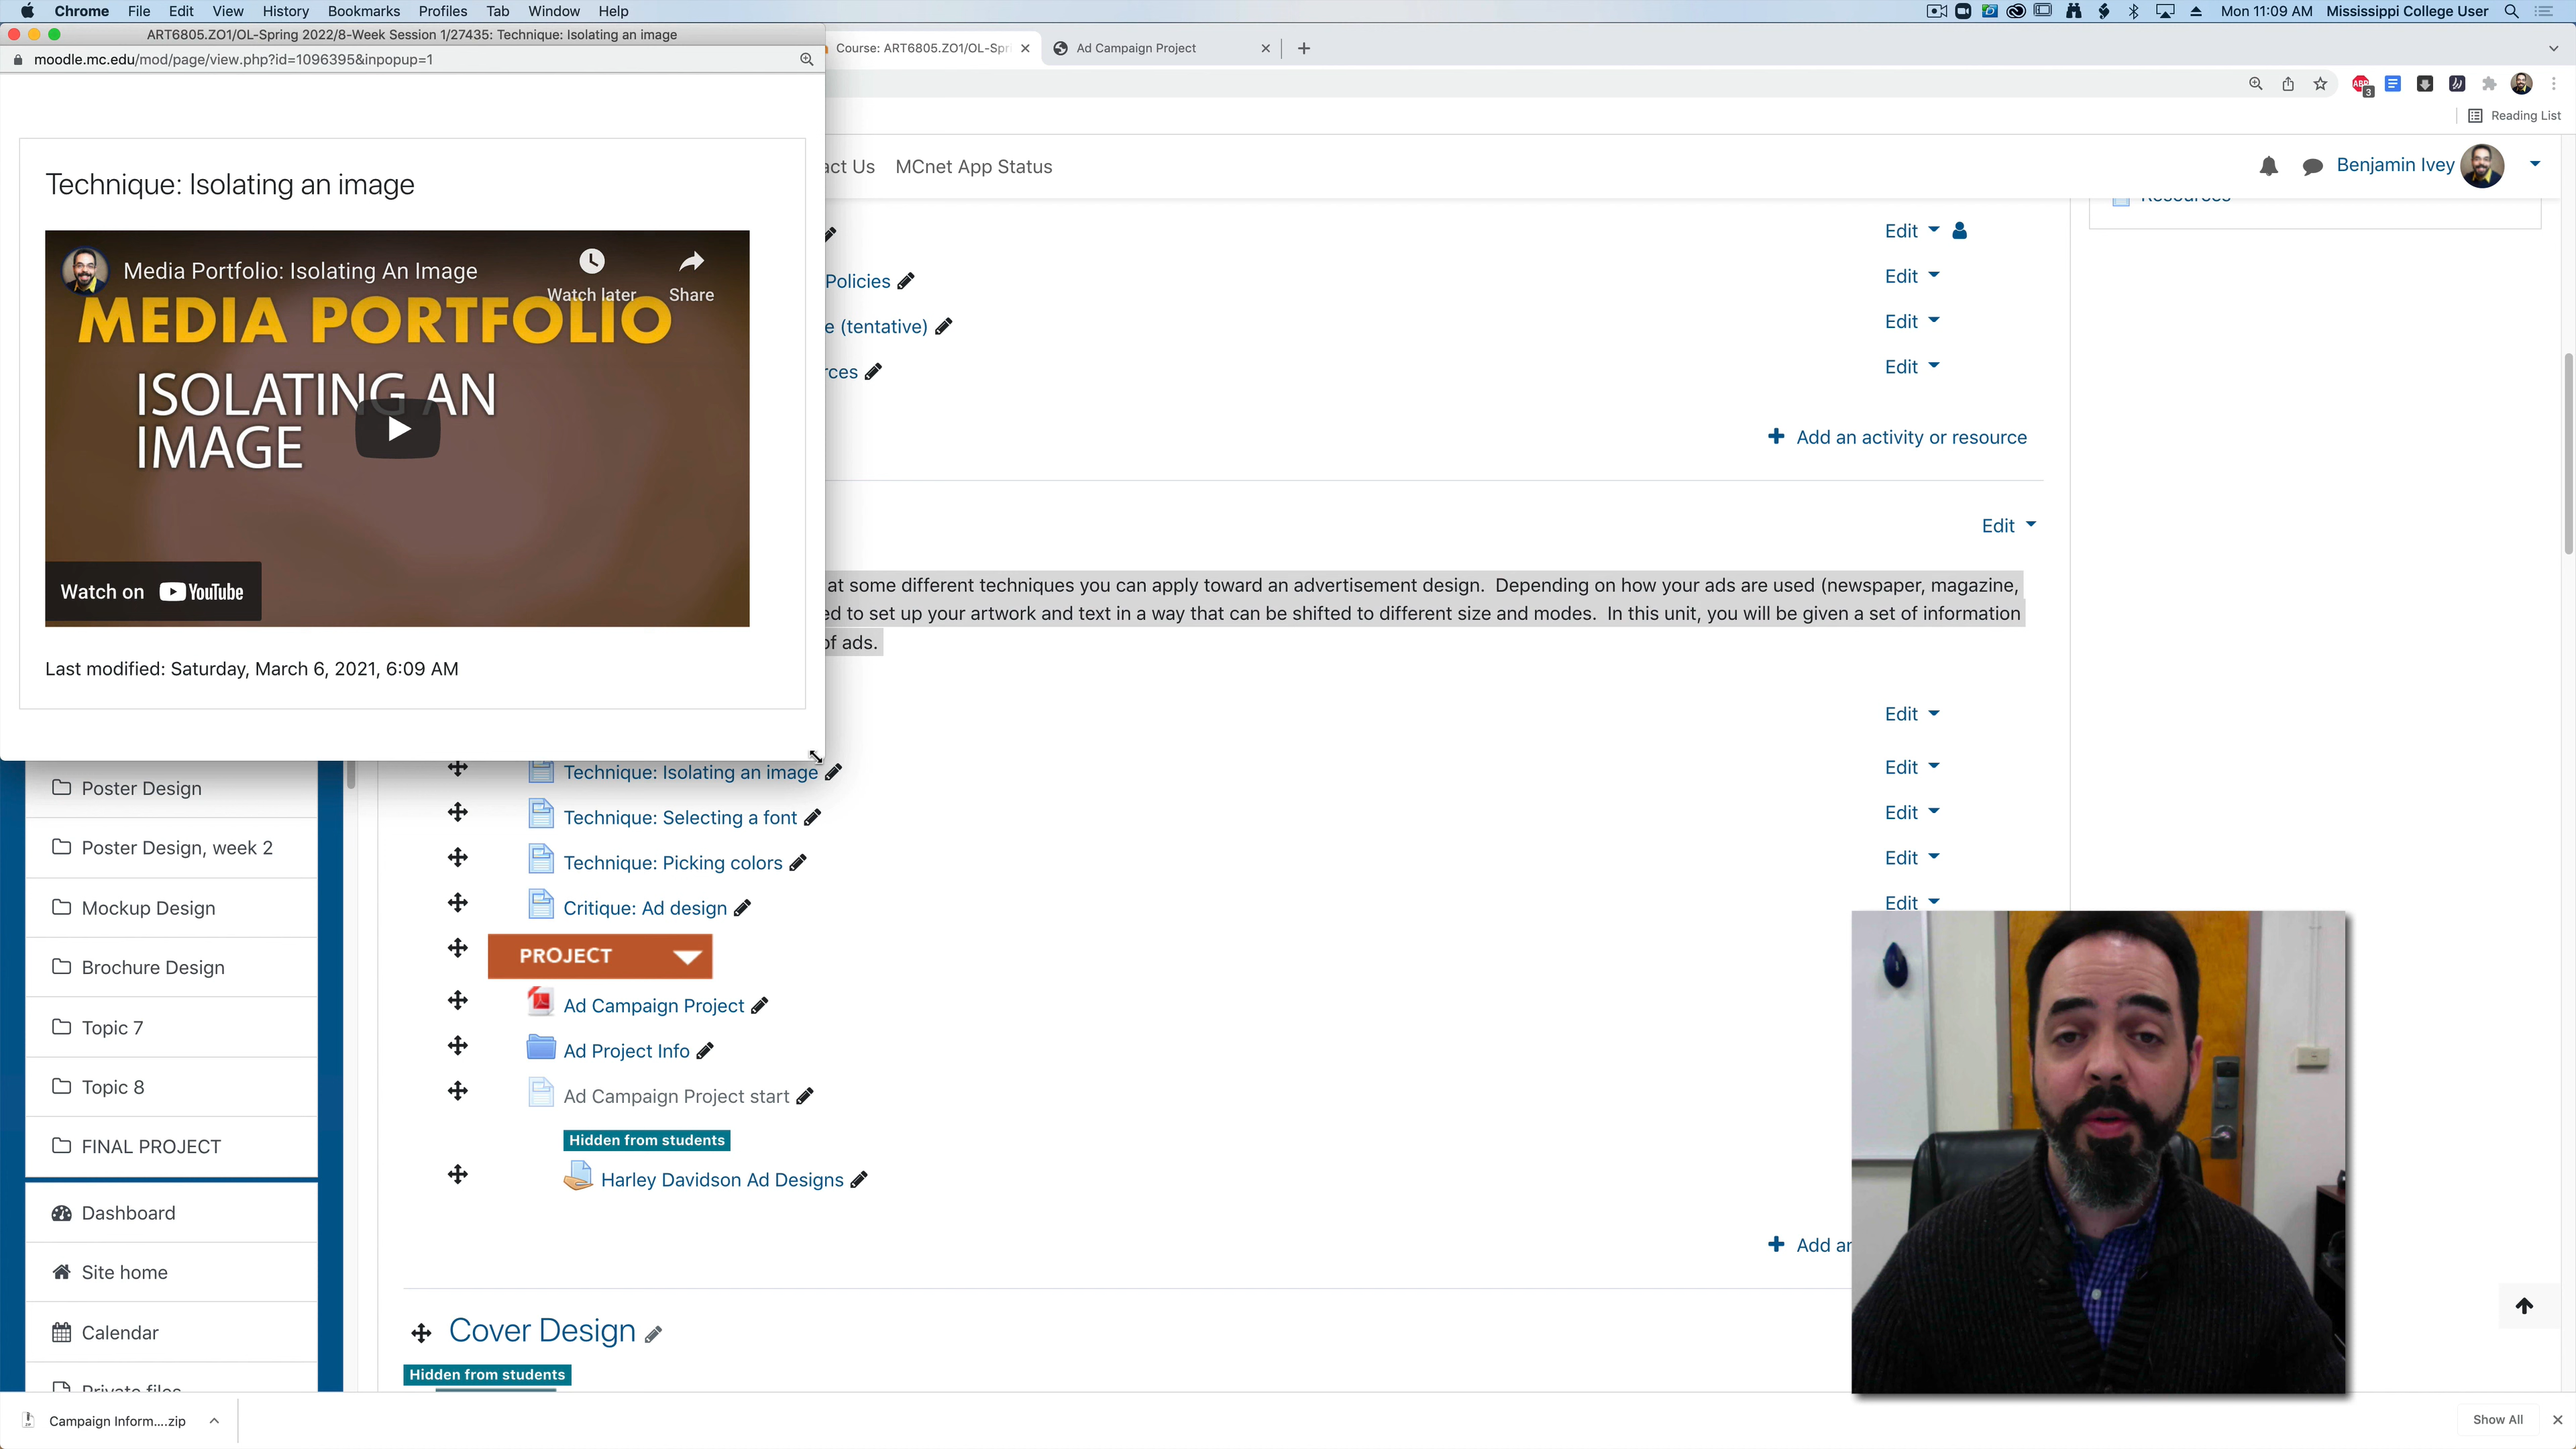 Chrome File Edit View History Bookmarks Profiles Tab Window Help
Mon 11:09 AM Mississippi College User
ART6805.ZO1/OL-Spring 2022/8-Week Session 1/27435: Technique: Isolating an image
moodle.mc.edu/mod/page/view.php?id=1096395&inpopup=1
Course: ART6805.ZO1/OL-Spri
Ad Campaign Project
ABP
3
Reading List
act Us MCnet App Status
Benjamin Ivey
Technique: Isolating an image
Media Portfolio: Isolating An Image
Watch later
Share
MEDIA PORTFOLIO
ISOLATING AN
IMAGE
Watch on YouTube
Last modified: Saturday, March 6, 2021, 6:09 AM
Resources
Edit
Policies
Edit
e (tentative)
Edit
rces
Edit
Add an activity or resource
Edit
at some different techniques you can apply toward an advertisement design. Depending on how your ads are used (newspaper, magazine,
ed to set up your artwork and text in a way that can be shifted to different size and modes. In this unit, you will be given a set of information
of ads.
Edit
Technique: Isolating an image
Edit
Technique: Selecting a font
Edit
Technique: Picking colors
Edit
Critique: Ad design
Edit
PROJECT
Ad Campaign Project
Ad Project Info
Ad Campaign Project start
Hidden from students
Harley Davidson Ad Designs
Add an
Cover Design
Hidden from students
Poster Design
Poster Design, week 2
Mockup Design
Brochure Design
Topic 7
Topic 8
FINAL PROJECT
Dashboard
Site home
Calendar
Private files
Campaign Inform....zip
Show All